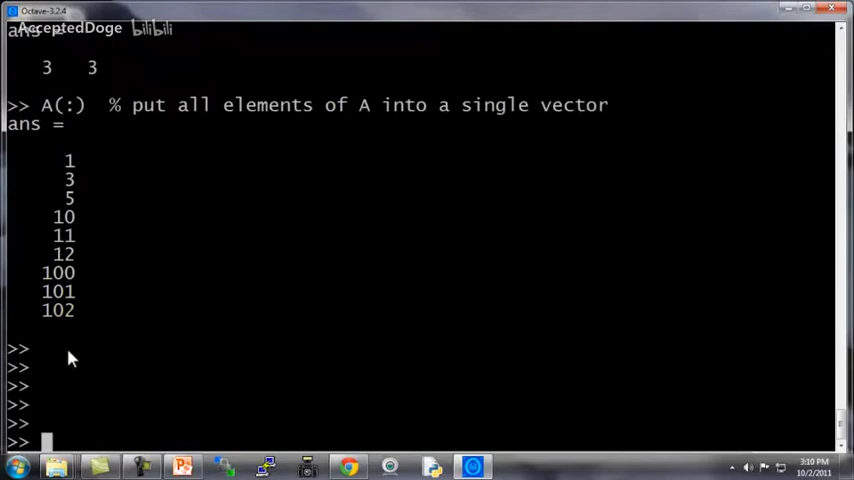 Octave-3.2.4
AcceptedDoge bilibili
ans =
3 3
>> A(:) % put all elements of A into a single vector
ans =
1
3
5
10
11
12
100
101
102
>>
>>
>>
>>
>>
>>
3:10 PM
10/2/2011